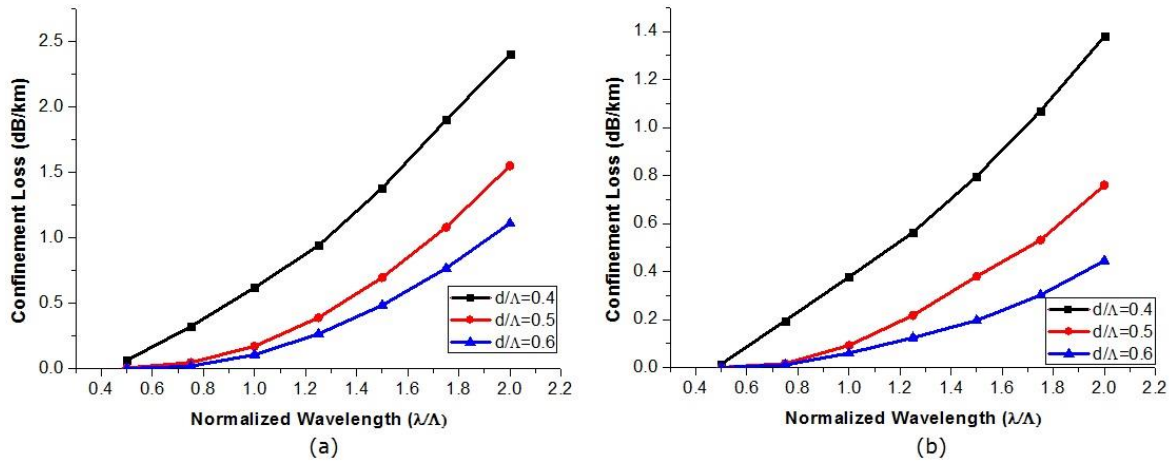 2.5
2.0
1.5
1.0
0.5
0.0
Confinement Loss (dB/km)
d/Λ=0.4
d/Λ=0.5
d/Λ=0.6
0.4 0.6 0.8 1.0 1.2 1.4 1.6 1.8 2.0 2.2
Normalized Wavelength (λ/Λ)
(a)
1.4
1.2
1.0
0.8
0.6
0.4
0.2
0.0
Confinement Loss (dB/km)
d/Λ=0.4
d/Λ=0.5
d/Λ=0.6
0.4 0.6 0.8 1.0 1.2 1.4 1.6 1.8 2.0 2.2
Normalized Wavelength (λ/Λ)
(b)